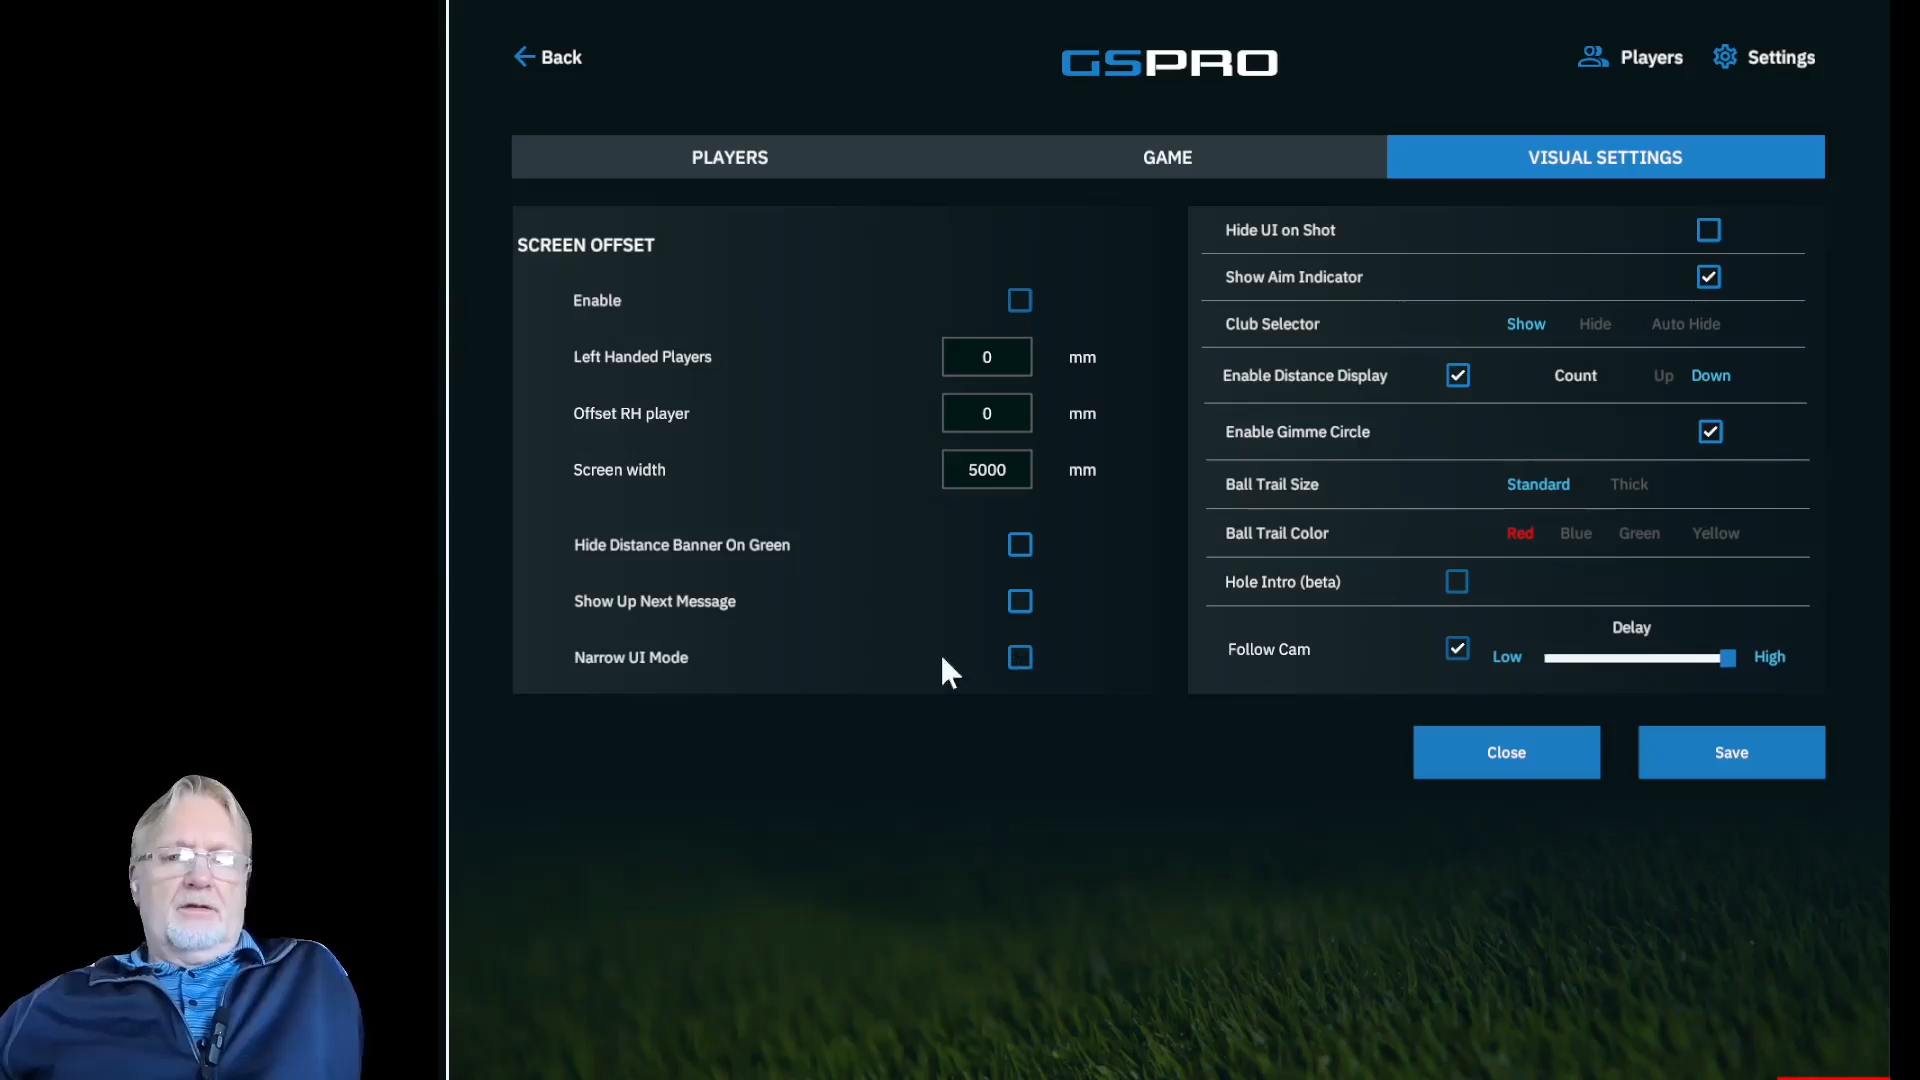 Back
GSPRO
Players
Settings
PLAYERS
GAME
VISUAL SETTINGS
SCREEN OFFSET
Enable
Left Handed Players 0 mm
Offset RH player 0 mm
Screen width 5000 mm
Hide Distance Banner On Green
Show Up Next Message
Narrow UI Mode
Hide UI on Shot
Show Aim Indicator
Club Selector Show Hide Auto Hide
Enable Distance Display Count Up Down
Enable Gimme Circle
Ball Trail Size Standard Thick
Ball Trail Color Red Blue Green Yellow
Hole Intro (beta)
Delay
Follow Cam Low High
Close
Save